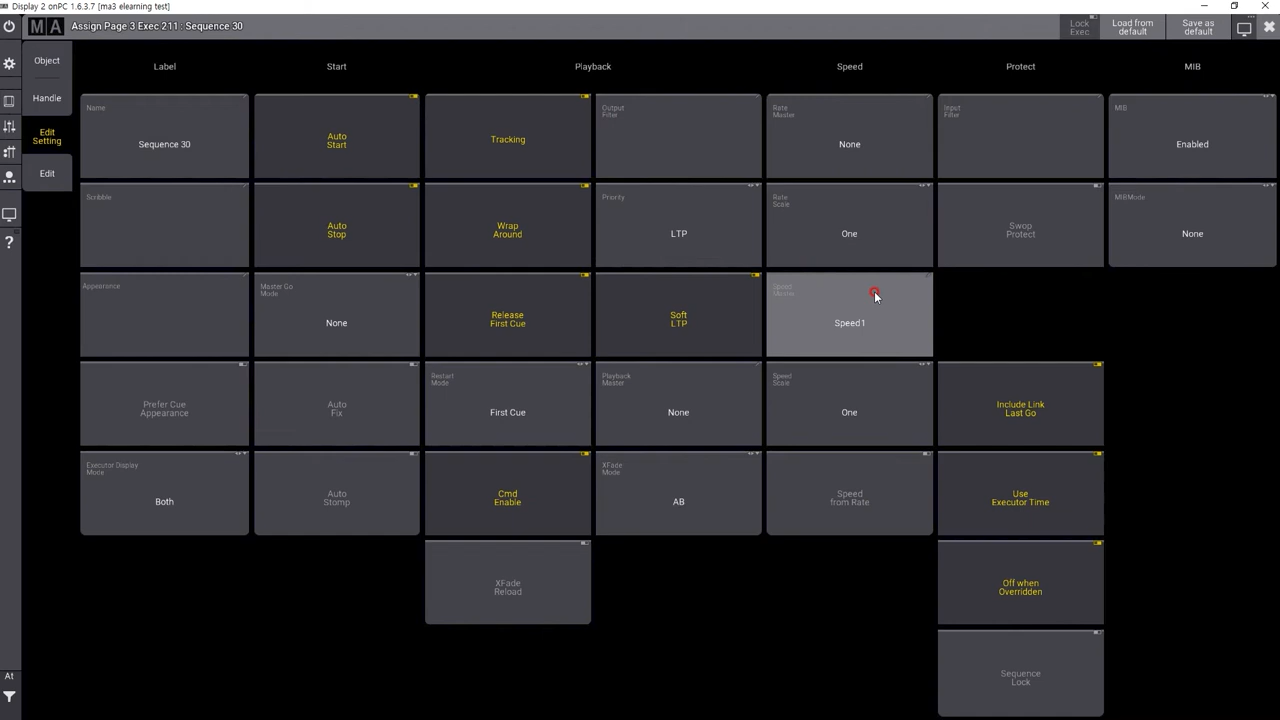 Display 2 onPC 1.6.3.7 [ma3 elearning test]
MA Assign Page 3 Exec 211 : Sequence 30
Lock
Exec
Load from
default
Save as
default
Object
Handle
Edit
Setting
Edit
Label
Start
Playback
Speed
Protect
MIB
Name
Sequence 30
Auto
Start
Tracking
Output
Filter
Rate
Master
None
Input
Filter
MIB
Enabled
Scribble
Auto
Stop
Wrap
Around
Priority
LTP
Rate
Scale
One
Swop
Protect
MIBMode
None
Appearance
Master Go
Mode
None
Release
First Cue
Soft
LTP
Speed
Master
Speed1
Prefer Cue
Appearance
Auto
Fix
Restart
Mode
First Cue
Playback
Master
None
Speed
Scale
One
Include Link
Last Go
Executor Display
Mode
Both
Auto
Stomp
Cmd
Enable
XFade
Mode
AB
Speed
from Rate
Use
Executor Time
XFade
Reload
Off when
Overridden
Sequence
Lock
At
?